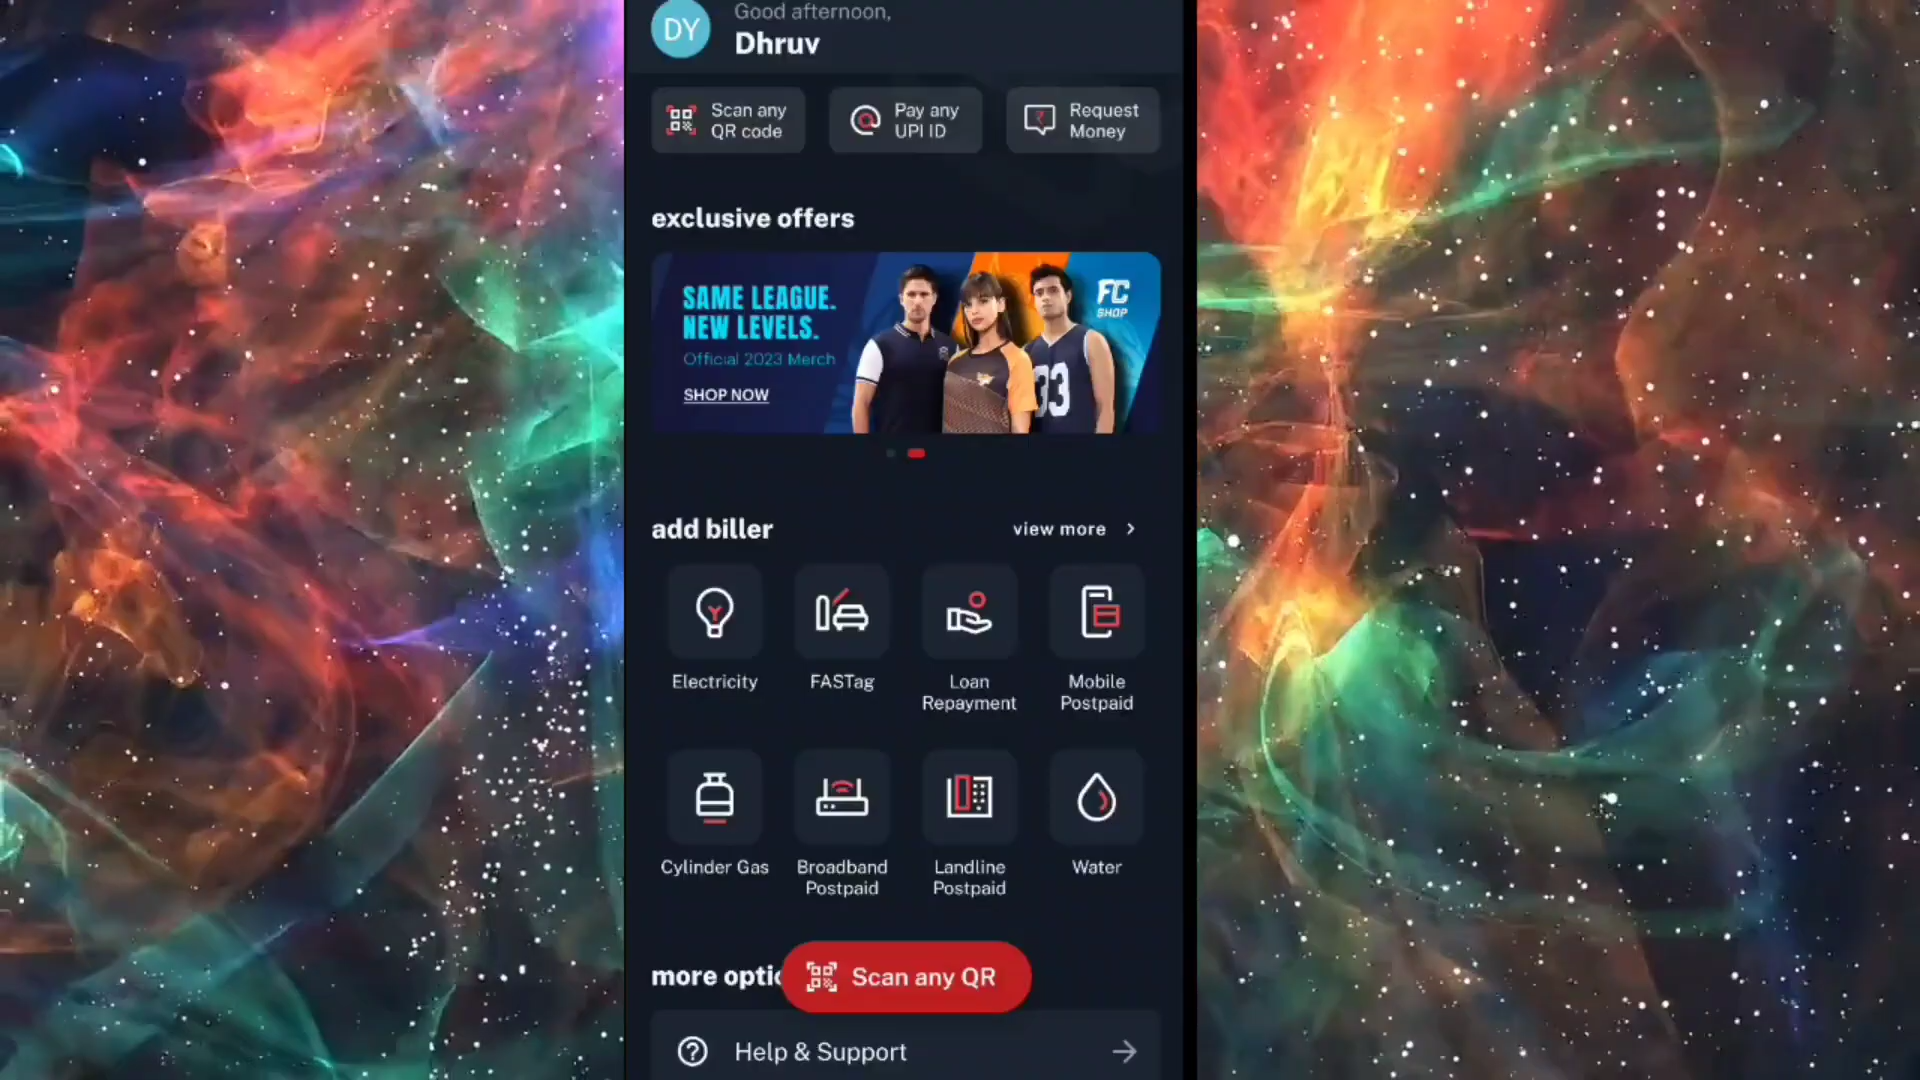 DY
Good afternoon,
Dhruv
Scan any
QR code
Pay any
UPI ID
Request
Money
exclusive offers
SAME LEAGUE.
NEW LEVELS.
Official 2023 Merch
SHOP NOW
FC
SHOP
33
add biller
view more
Electricity
FASTag
Loan
Repayment
Mobile
Postpaid
Cylinder Gas
Broadband
Postpaid
Landline
Postpaid
Water
more optio
Scan any QR
Help & Support